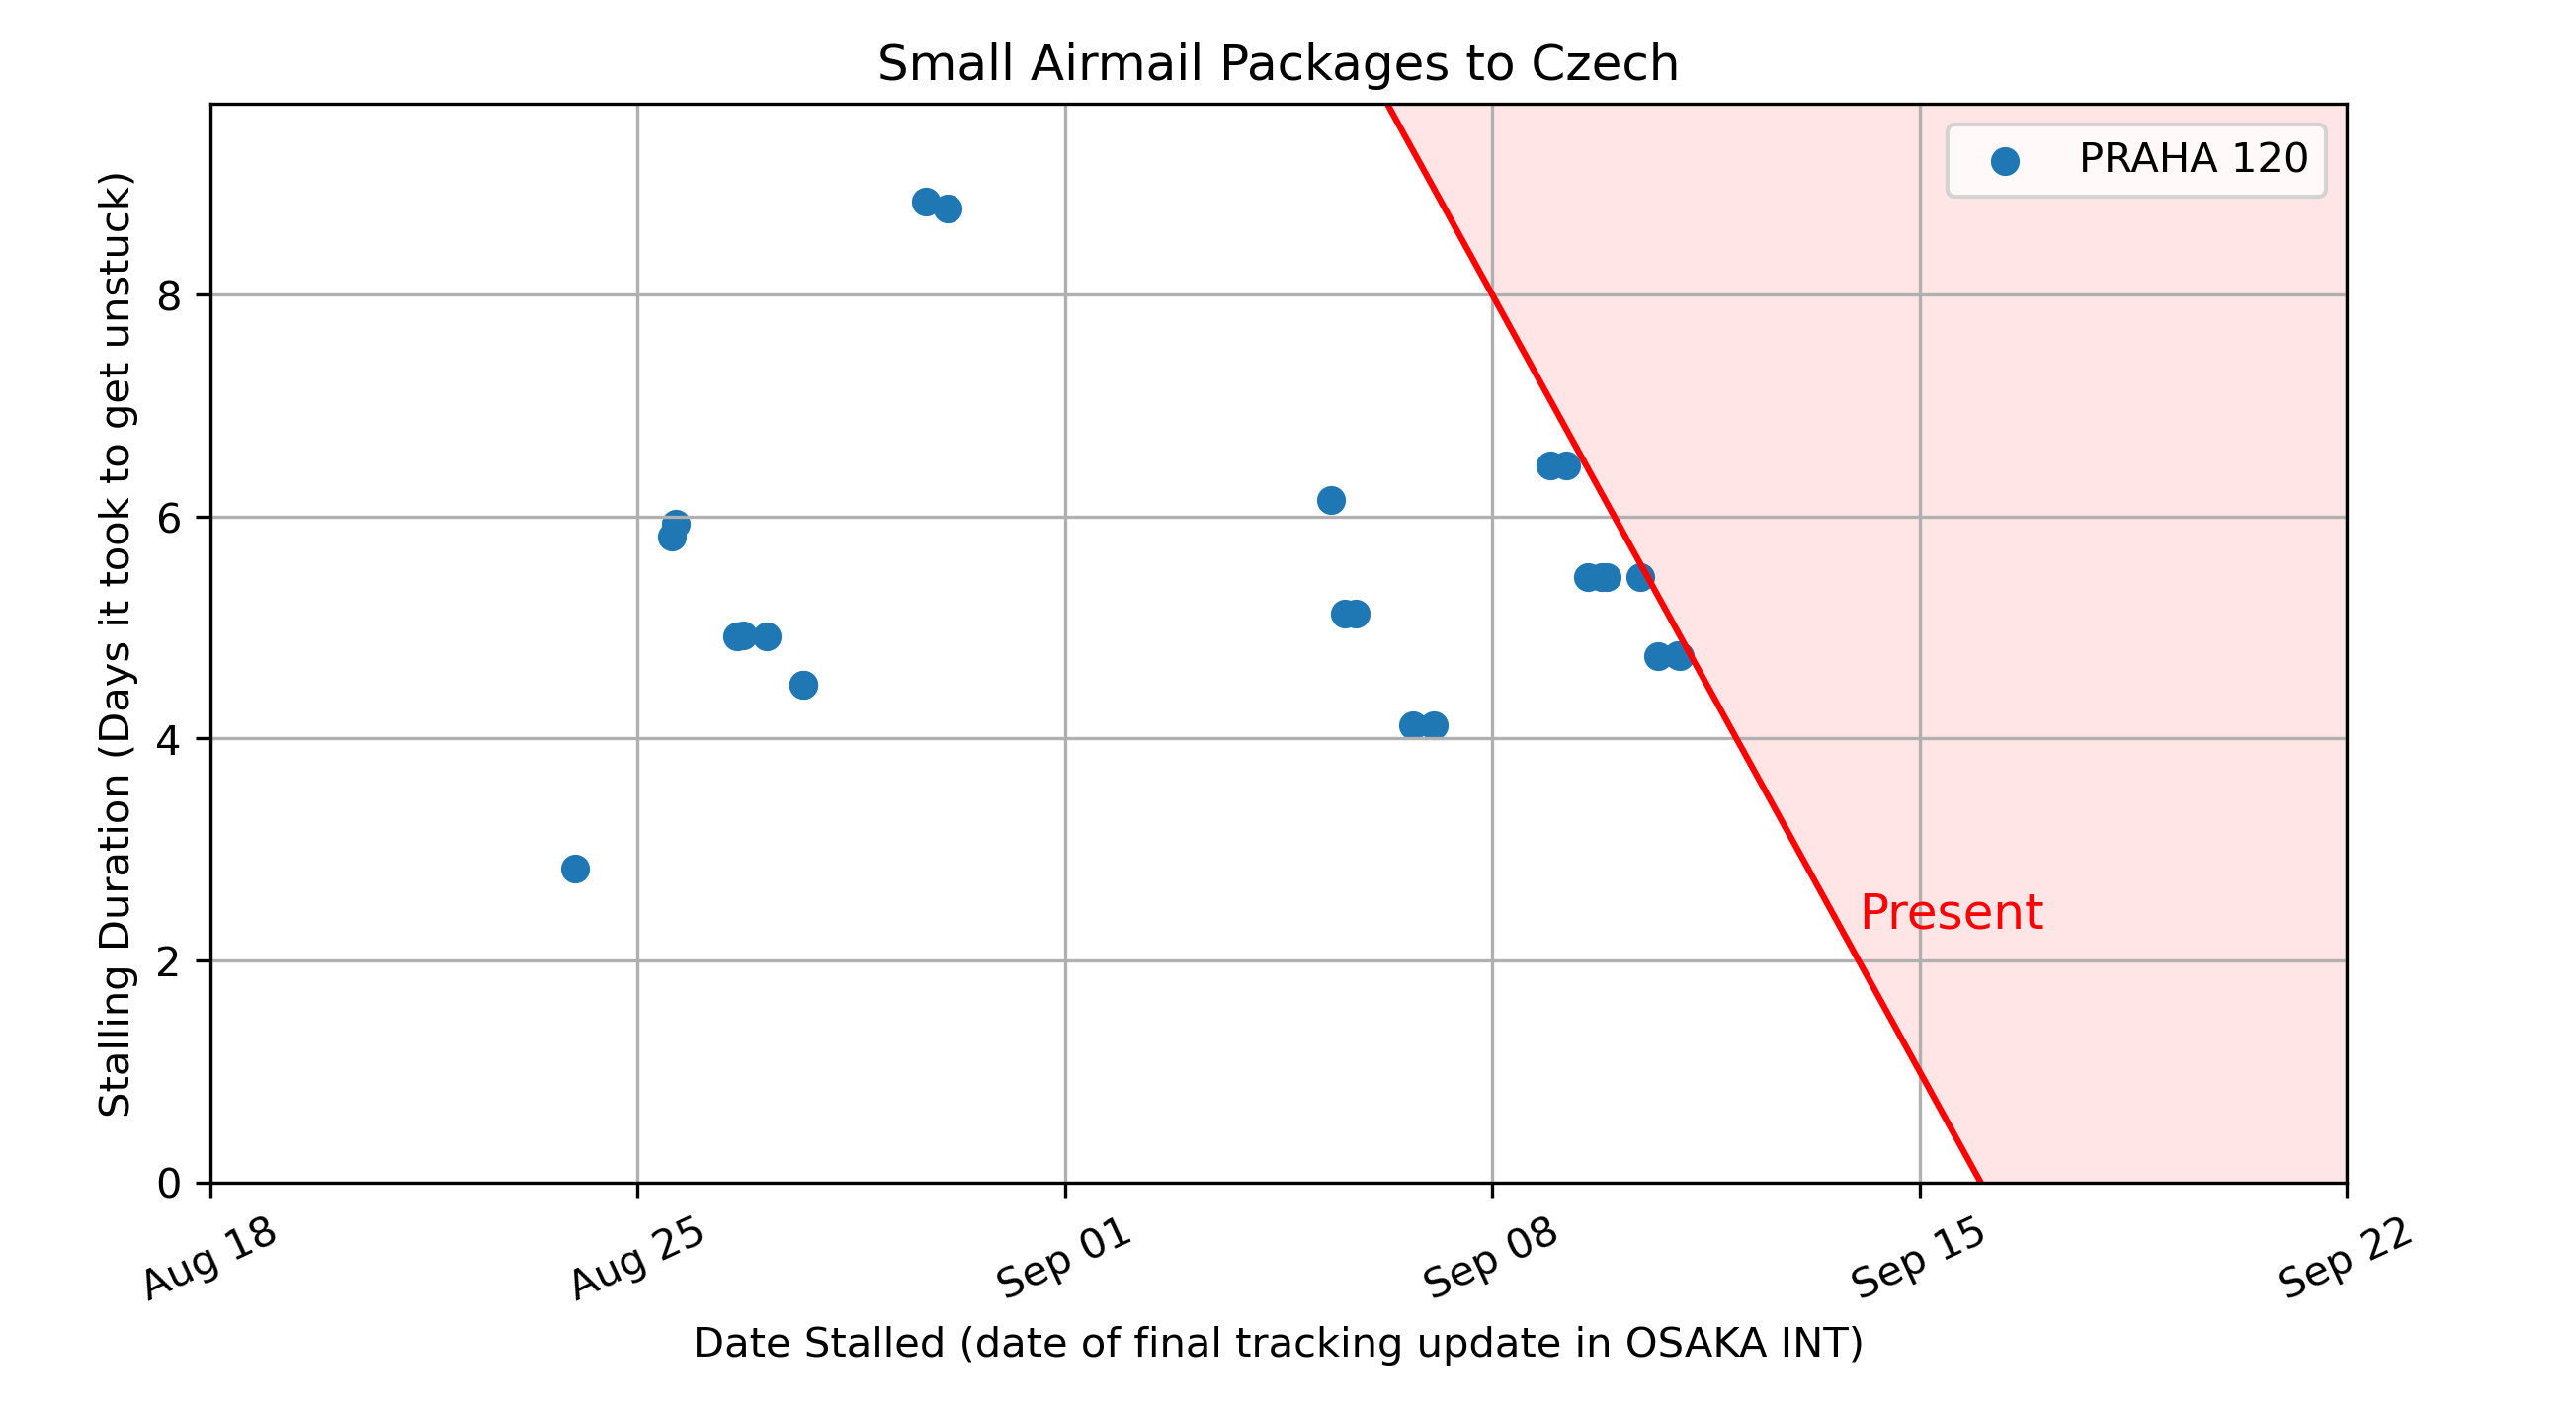 Small Airmail Packages to Czech
PRAHA 120
Stalling Duration (Days it took to get unstuck)
8
6
4
2
0
Present
Aug 18
Aug 25
Sep 01
Sep 08
Sep 15
Sep 22
Date Stalled (date of final tracking update in OSAKA INT)